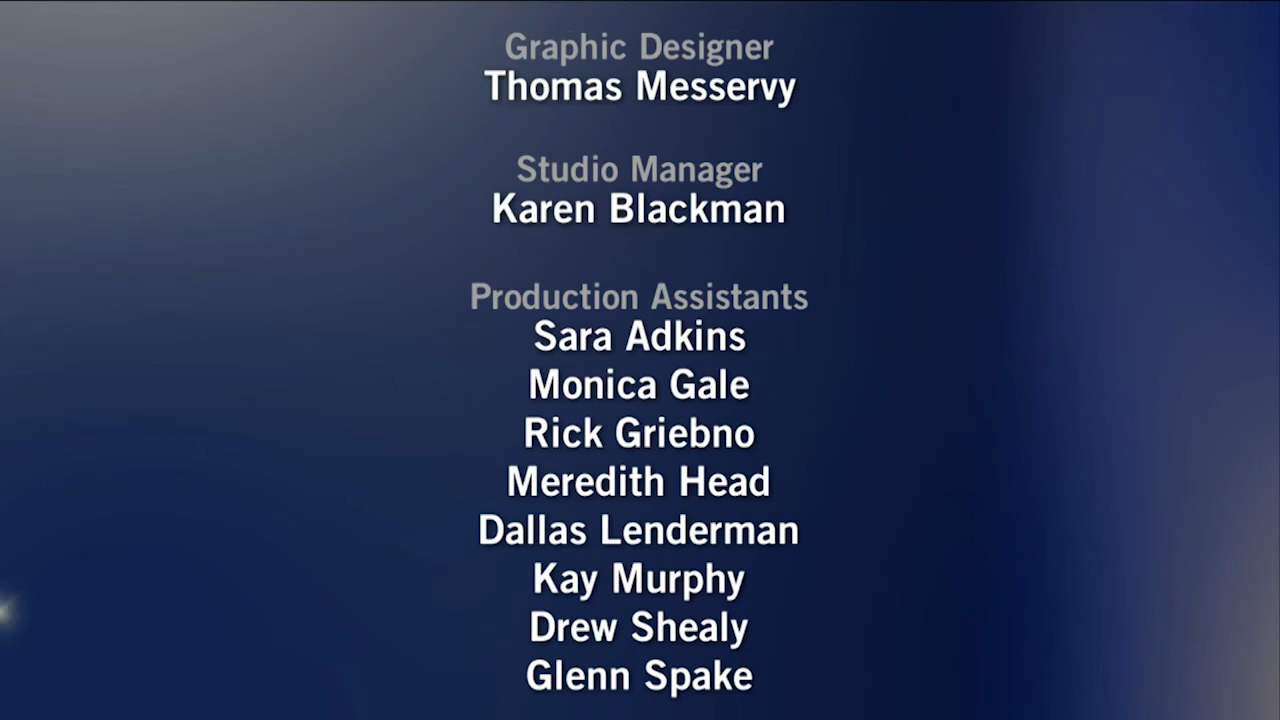 Graphic Designer
Thomas Messervy
Studio Manager
Karen Blackman
Production Assistants
Sara Adkins
Monica Gale
Rick Griebno
Meredith Head
Dallas Lenderman
Kay Murphy
Drew Shealy
Glenn Spake